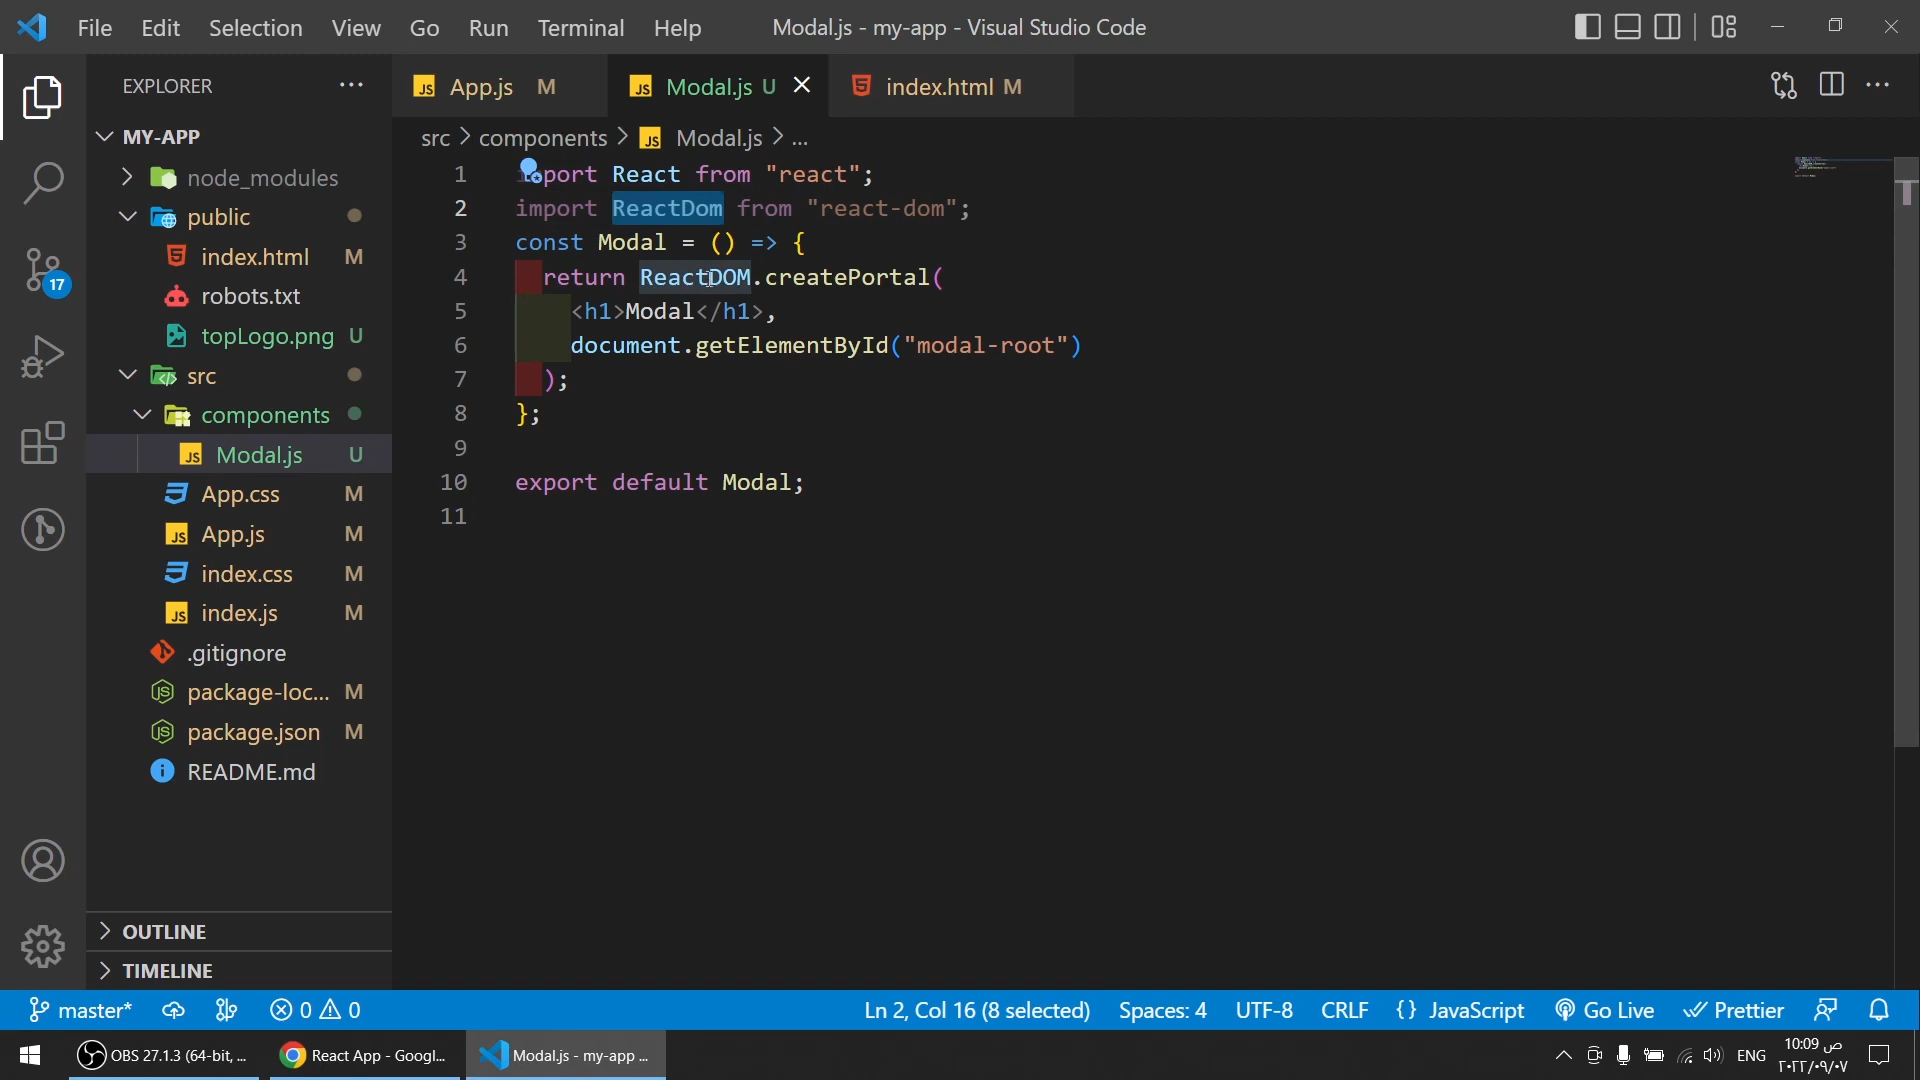 File Edit Selection View Go Run Terminal Help Modal.js - my-app - Visual Studio Code
EXPLORER
MY-APP
node_modules
public
index.html M
robots.txt
topLogo.png U
src
components
Modal.js U
App.css M
App.js M
index.css M
index.js M
.gitignore
package-loc... M
package.json M
README.md
OUTLINE
TIMELINE
17
App.js M Modal.js U index.html M
src > components > Modal.js > ...
1 import React from "react";
2 import ReactDom from "react-dom";
3 const Modal = () => {
4 return ReactDOM.createPortal(
5 <h1>Modal</h1>,
6 document.getElementById("modal-root")
7 );
8 };
9
10 export default Modal;
11
master* 0 0 Ln 2, Col 16 (8 selected) Spaces: 4 UTF-8 CRLF {} JavaScript Go Live Prettier
OBS 27.1.3 (64-bit, ... React App - Googl... Modal.js - my-app ... ENG 10:09 ص
٢٠٢٢/٠٩/٠٧